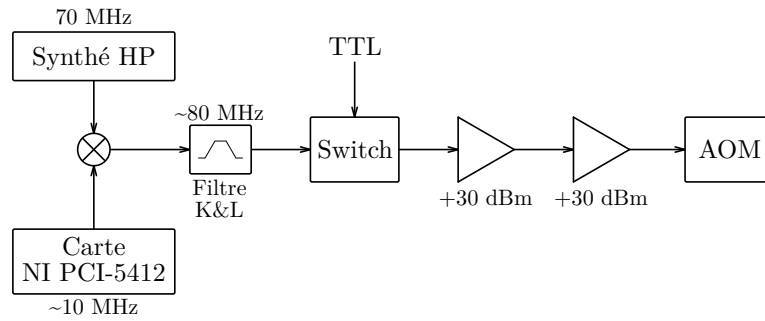 70 MHz
Synthé HP
TTL
~80 MHz
Switch
AOM
Filtre
K&L
+30 dBm
+30 dBm
Carte
NI PCI-5412
~10 MHz